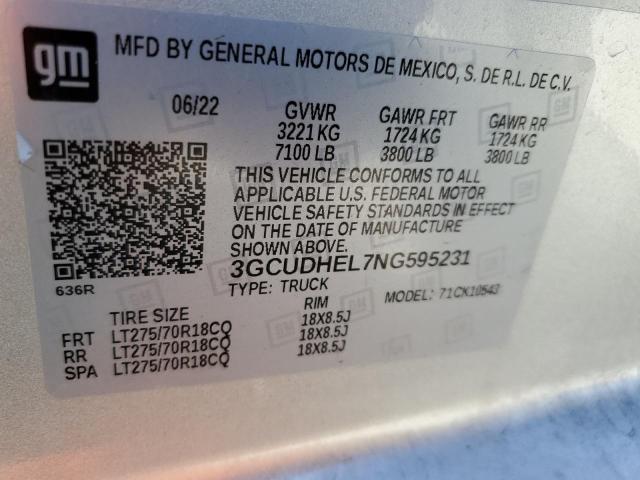 gm
MFD BY GENERAL MOTORS DE MEXICO, S. DE R.L. DE C.V.
06/22 GVWR GAWR FRT GAWR RR
3221 KG 1724 KG 1724 KG
7100 LB 3800 LB 3800 LB
THIS VEHICLE CONFORMS TO ALL
APPLICABLE U.S. FEDERAL MOTOR
VEHICLE SAFETY STANDARDS IN EFFECT
ON THE DATE OF MANUFACTURE
SHOWN ABOVE.
3GCUDHEL7NG595231
636R
TYPE: TRUCK MODEL: 71CK10543
TIRE SIZE RIM
FRT LT275/70R18CQ 18X8.5J
RR LT275/70R18CQ 18X8.5J
SPA LT275/70R18CQ 18X8.5J